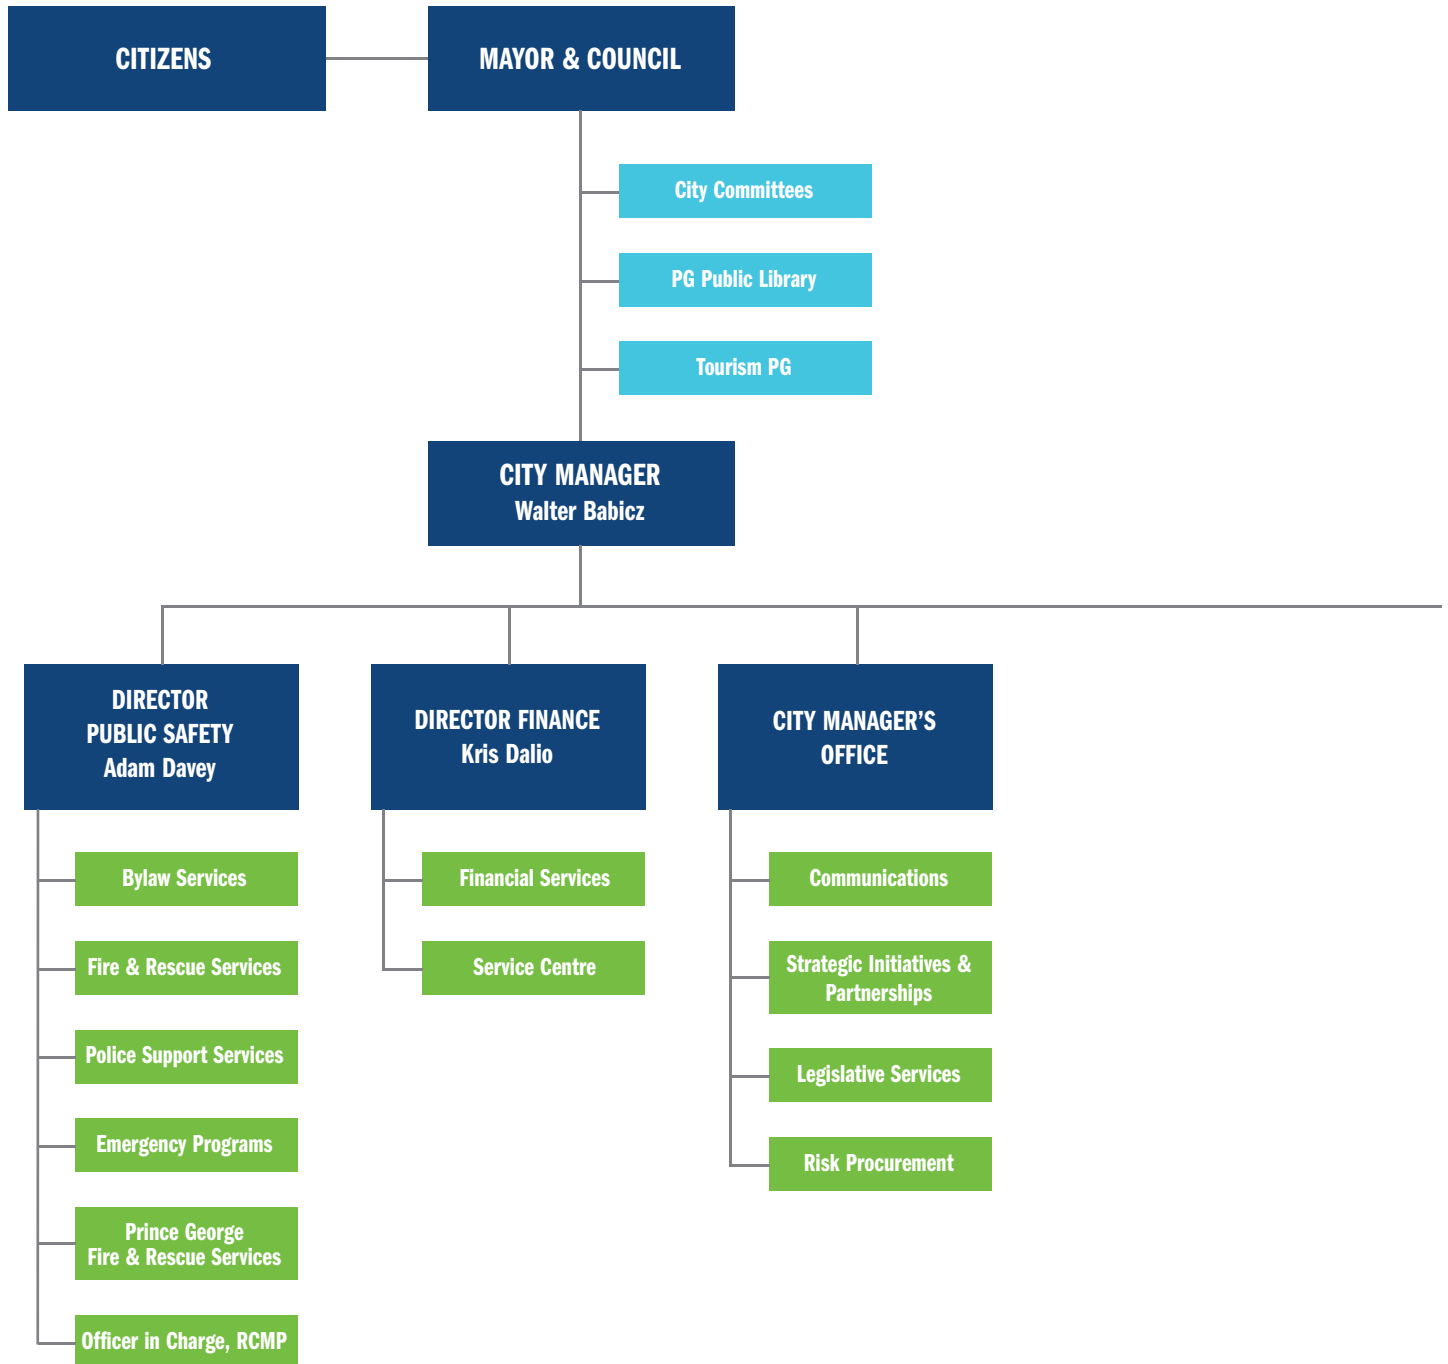 CITIZENS
MAYOR & COUNCIL
City Committees
PG Public Library
Tourism PG
CITY MANAGER
Walter Babicz
DIRECTOR
PUBLIC SAFETY
Adam Davey
DIRECTOR FINANCE
Kris Dalio
CITY MANAGER’S
OFFICE
Bylaw Services
Fire & Rescue Services
Police Support Services
Emergency Programs
Prince George
Fire & Rescue Services
Officer in Charge, RCMP
Financial Services
Service Centre
Communications
Strategic Initiatives &
Partnerships
Legislative Services
Risk Procurement